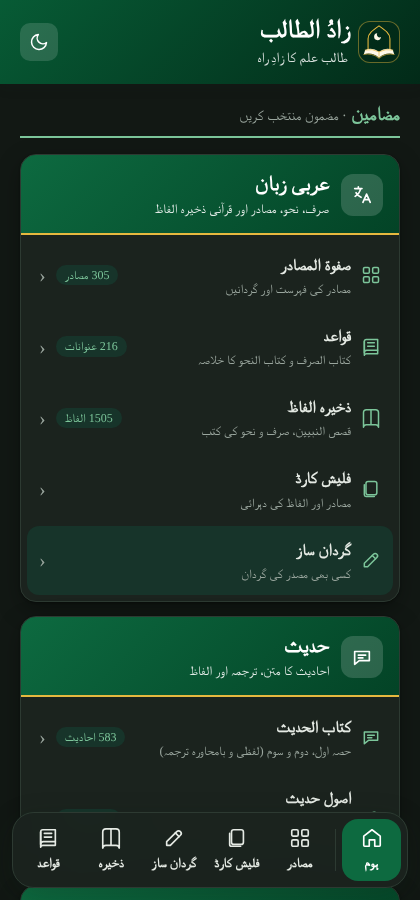 زادُ الطالب
طالب علم کا زادِ راہ
مضامین · مضمون منتخب کریں
عربی زبان
صرف، نحو، مصادر اور قرآنی ذخیرہ الفاظ
صفوة المصادر
305 مصادر
مصادر کی فہرست اور گردانیں
قواعد
216 عنوانات
کتاب الصرف و کتاب النحو کا خلاصہ
ذخیرہ الفاظ
1505 الفاظ
قصص النبیین، صرف و نحو کی کتب
فلیش کارڈ
مصادر اور الفاظ کی دہرائی
گردان ساز
کسی بھی مصدر کی گردان
حدیث
احادیث کا متن، ترجمہ اور الفاظ
کتاب الحدیث
583 احادیث
حصہ اول، دوم و سوم (لفظی و بامحاورہ ترجمہ)
اصول حدیث
ہوم
مصادر
فلیش کارڈ
گردان ساز
ذخیرہ
قواعد